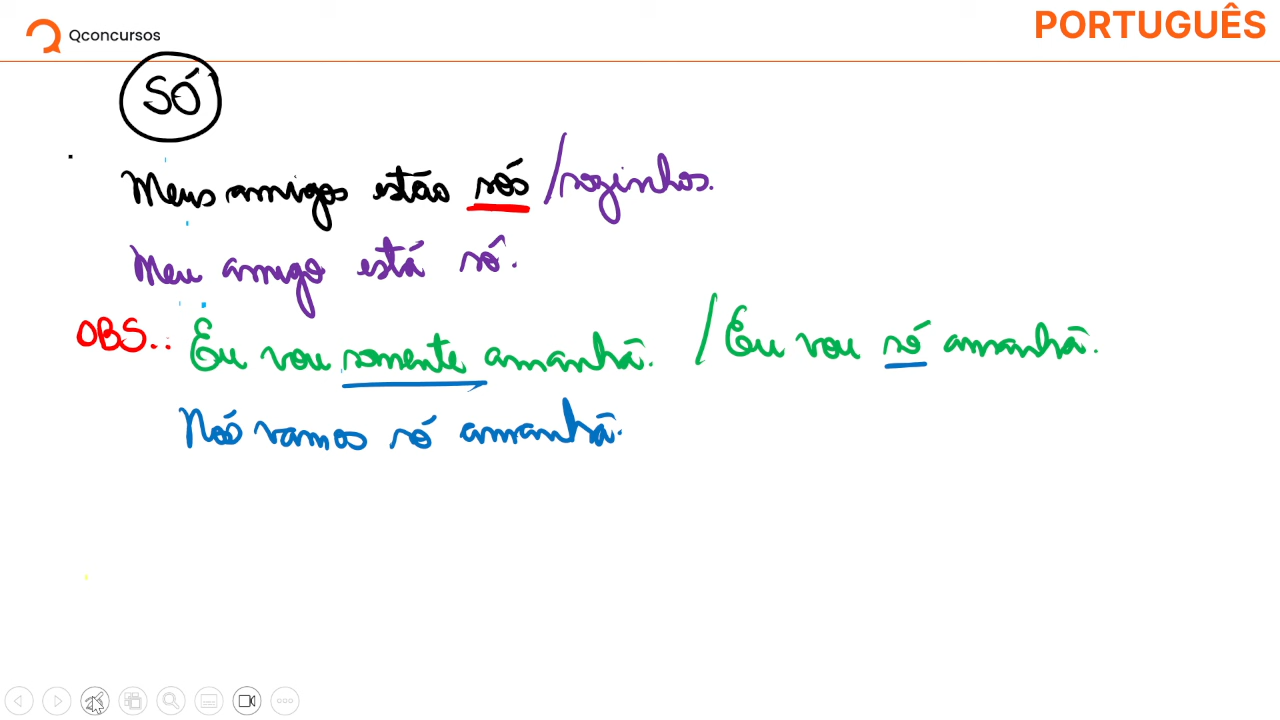 Qconcursos
PORTUGUÊS
SÓ
Meus amigos estão sós /sozinhos.
Meu amigo está só.
OBS.: Eu vou somente amanhã. / Eu vou só amanhã.
Nós vamos só amanhã.